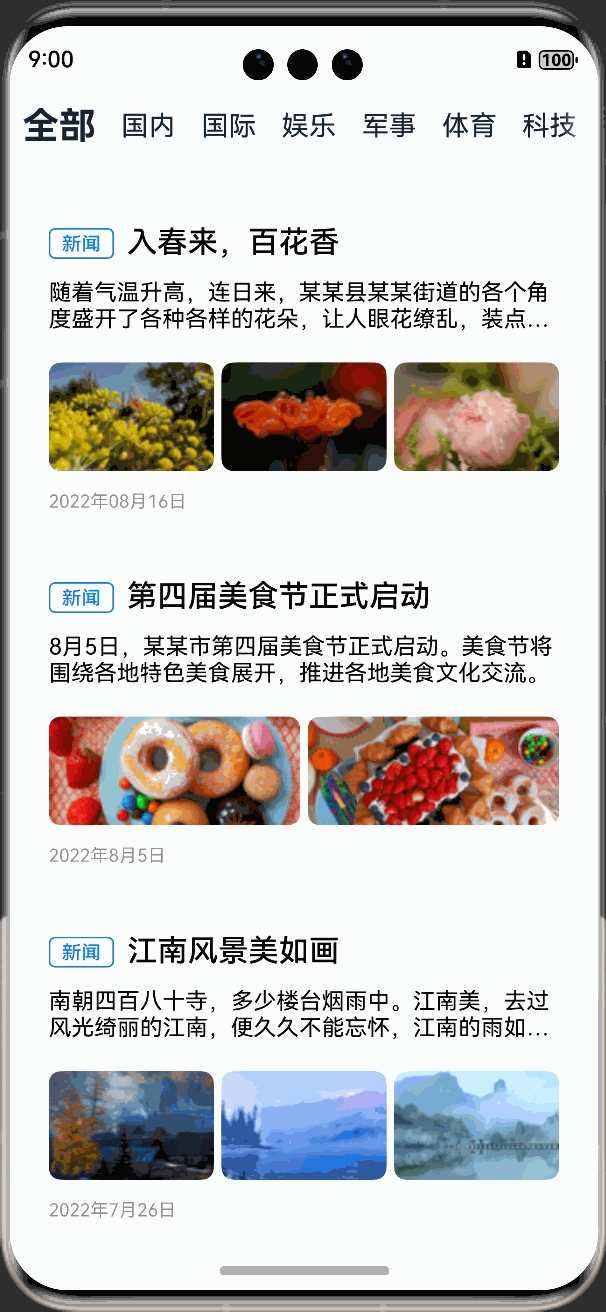 9:00 100
全部 国内 国际 娱乐 军事 体育 科技
新闻 入春来，百花香
随着气温升高，连日来，某某县某某街道的各个角
度盛开了各种各样的花朵，让人眼花缭乱，装点...
2022年08月16日
新闻 第四届美食节正式启动
8月5日，某某市第四届美食节正式启动。美食节将
围绕各地特色美食展开，推进各地美食文化交流。
2022年8月5日
新闻 江南风景美如画
南朝四百八十寺，多少楼台烟雨中。江南美，去过
风光绮丽的江南，便久久不能忘怀，江南的雨如...
2022年7月26日